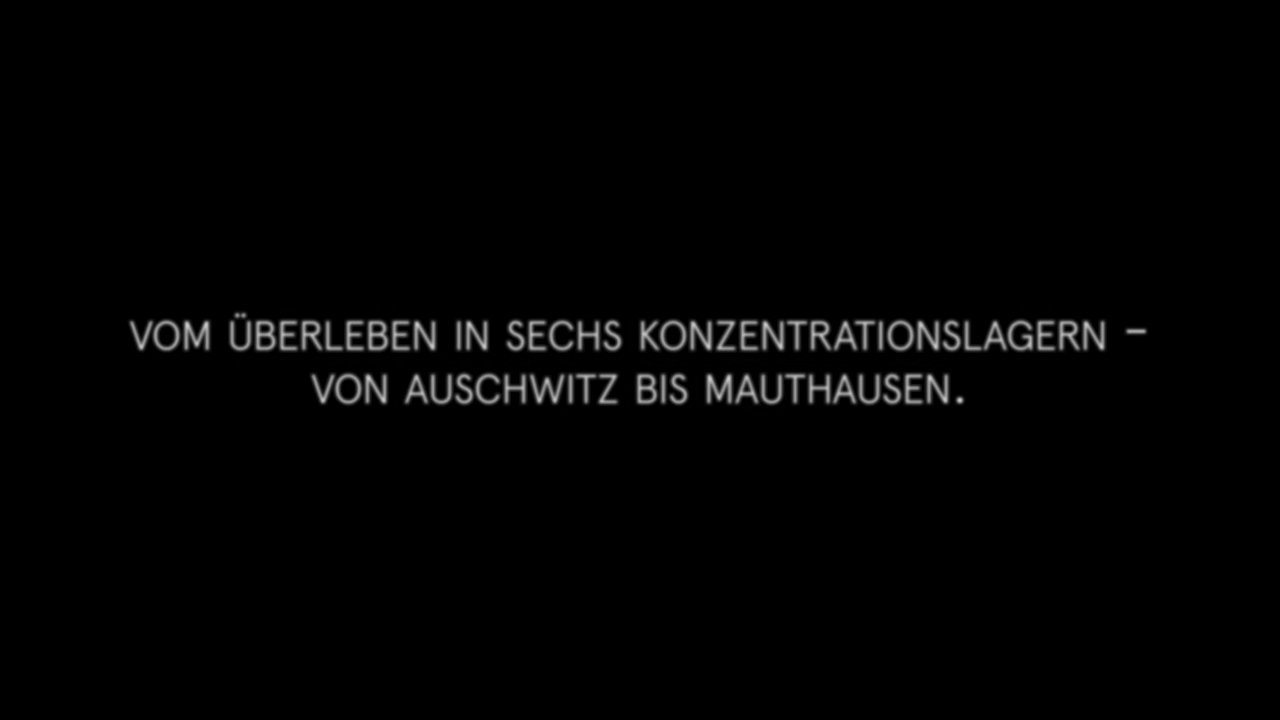 VOM ÜBERLEBEN IN SECHS KONZENTRATIONSLAGERN –
VON AUSCHWITZ BIS MAUTHAUSEN.